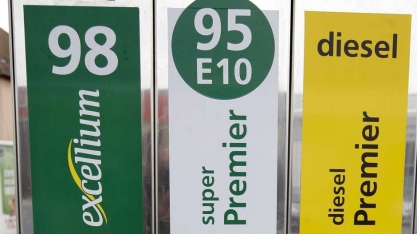 98
excellium
95
E10
super
Premier
diesel
diesel
Premier